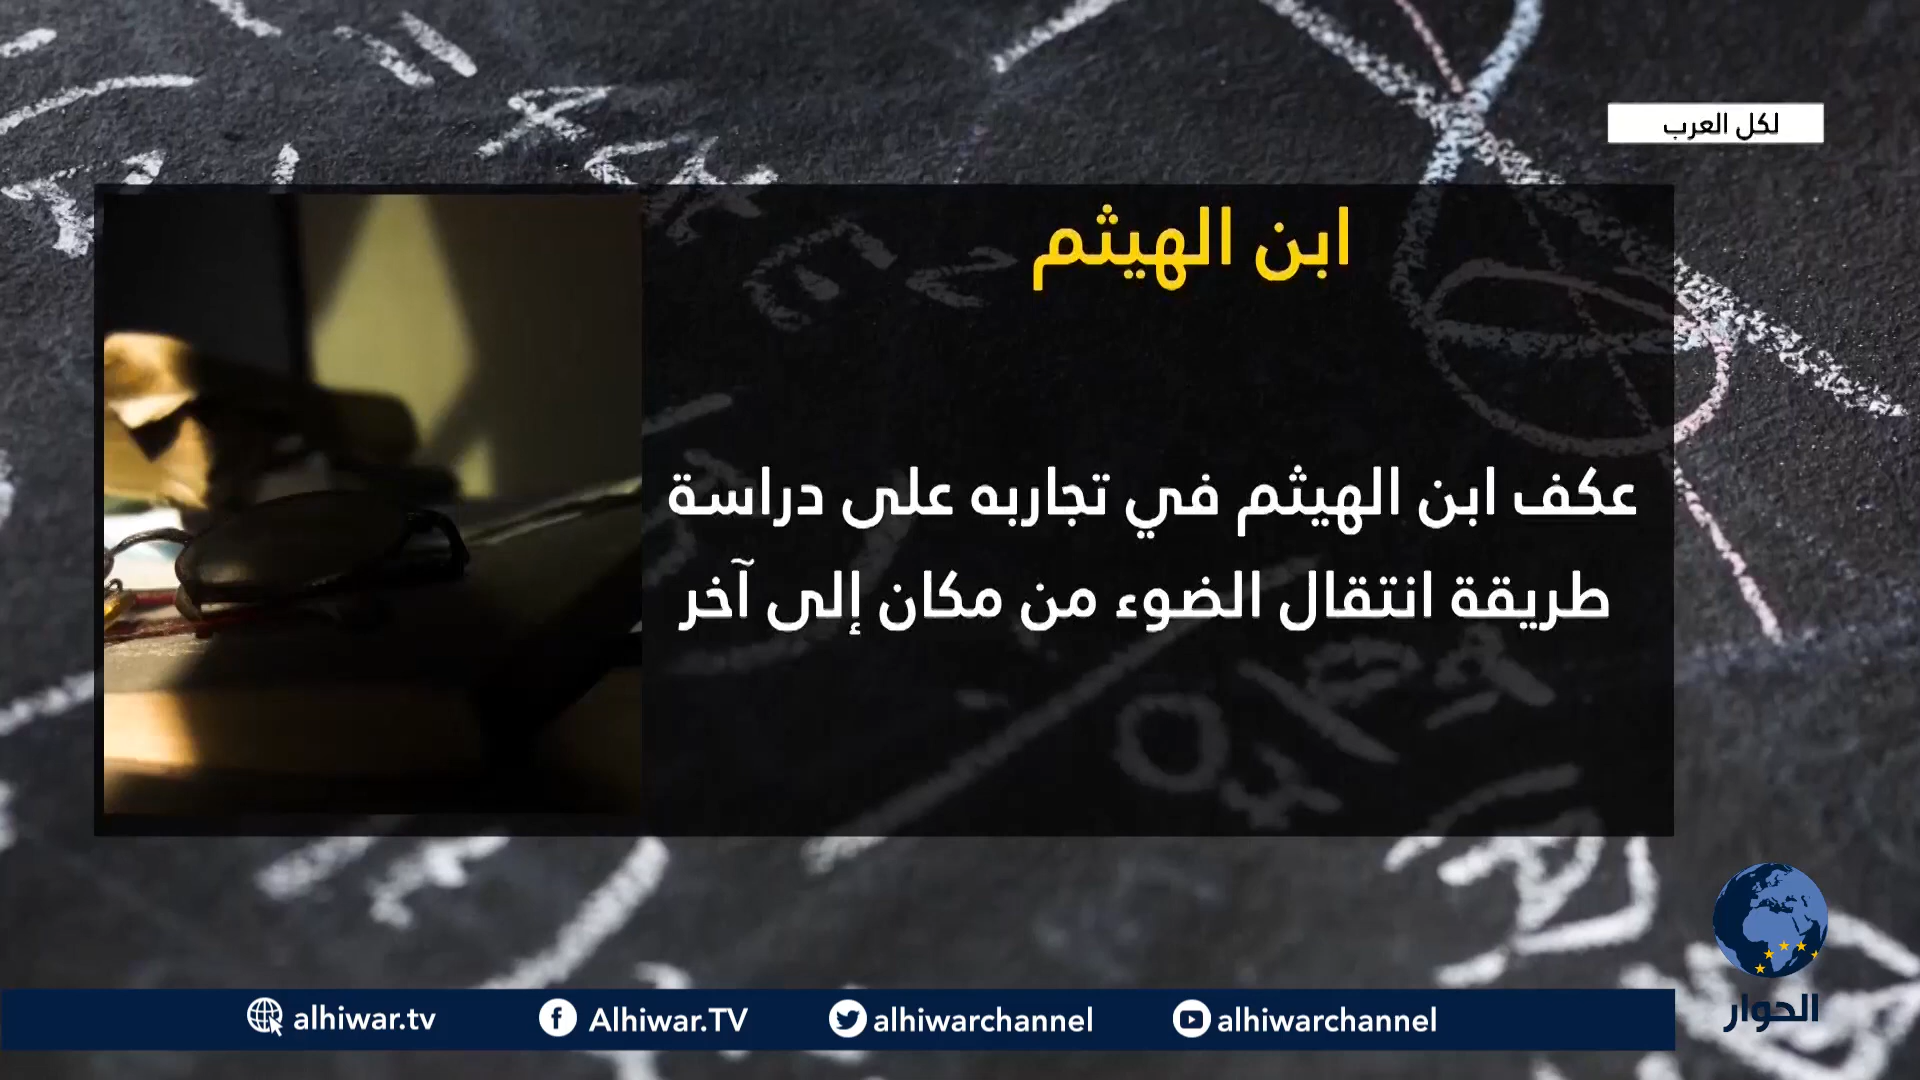 لكل العرب
ابن الهيثم
عكف ابن الهيثم في تجاربه على دراسة
طريقة انتقال الضوء من مكان إلى آخر
الحوار
alhiwar.tv
Alhiwar.TV
alhiwarchannel
alhiwarchannel